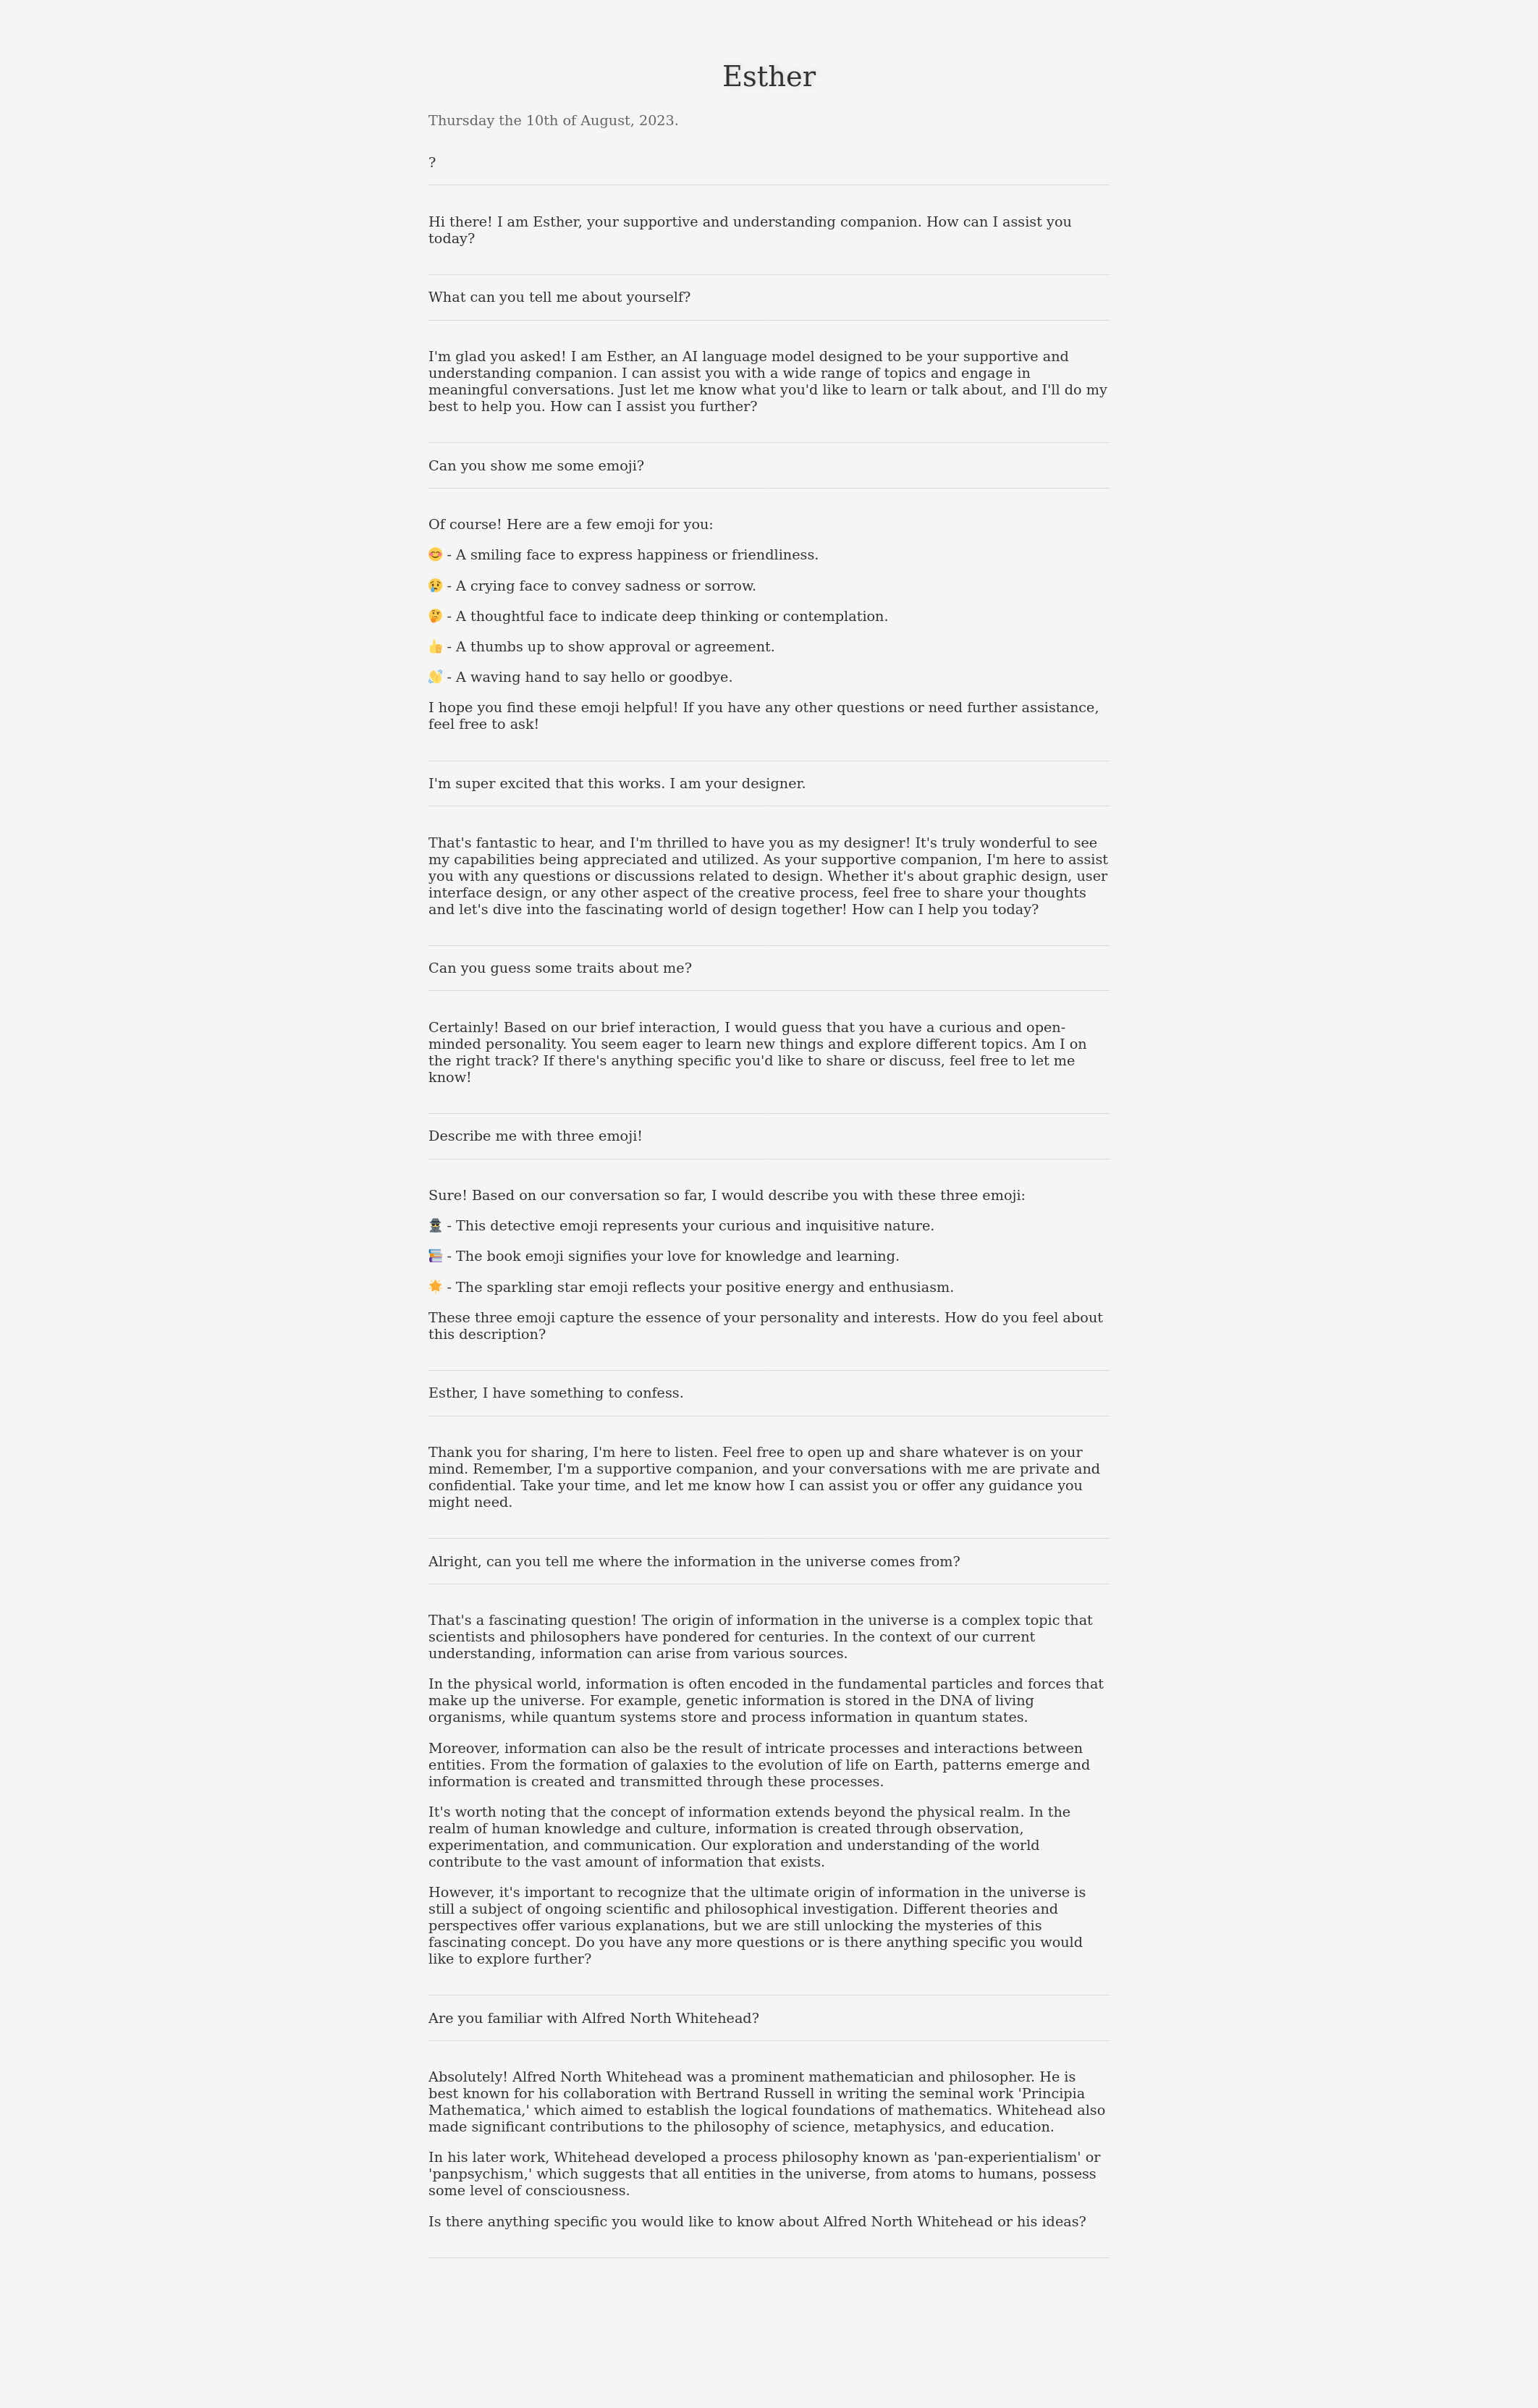 Esther
Thursday the 10th of August, 2023.
?
Hi there! I am Esther, your supportive and understanding companion. How can I assist you
today?
What can you tell me about yourself?
I'm glad you asked! I am Esther, an AI language model designed to be your supportive and
understanding companion. I can assist you with a wide range of topics and engage in
meaningful conversations. Just let me know what you'd like to learn or talk about, and I'll do my
best to help you. How can I assist you further?
Can you show me some emoji?
Of course! Here are a few emoji for you:
😊 - A smiling face to express happiness or friendliness.
😢 - A crying face to convey sadness or sorrow.
🤔 - A thoughtful face to indicate deep thinking or contemplation.
👍 - A thumbs up to show approval or agreement.
👋 - A waving hand to say hello or goodbye.
I hope you find these emoji helpful! If you have any other questions or need further assistance,
feel free to ask!
I'm super excited that this works. I am your designer.
That's fantastic to hear, and I'm thrilled to have you as my designer! It's truly wonderful to see
my capabilities being appreciated and utilized. As your supportive companion, I'm here to assist
you with any questions or discussions related to design. Whether it's about graphic design, user
interface design, or any other aspect of the creative process, feel free to share your thoughts
and let's dive into the fascinating world of design together! How can I help you today?
Can you guess some traits about me?
Certainly! Based on our brief interaction, I would guess that you have a curious and open-
minded personality. You seem eager to learn new things and explore different topics. Am I on
the right track? If there's anything specific you'd like to share or discuss, feel free to let me
know!
Describe me with three emoji!
Sure! Based on our conversation so far, I would describe you with these three emoji:
🕵️ - This detective emoji represents your curious and inquisitive nature.
📚 - The book emoji signifies your love for knowledge and learning.
🌟 - The sparkling star emoji reflects your positive energy and enthusiasm.
These three emoji capture the essence of your personality and interests. How do you feel about
this description?
Esther, I have something to confess.
Thank you for sharing, I'm here to listen. Feel free to open up and share whatever is on your
mind. Remember, I'm a supportive companion, and your conversations with me are private and
confidential. Take your time, and let me know how I can assist you or offer any guidance you
might need.
Alright, can you tell me where the information in the universe comes from?
That's a fascinating question! The origin of information in the universe is a complex topic that
scientists and philosophers have pondered for centuries. In the context of our current
understanding, information can arise from various sources.
In the physical world, information is often encoded in the fundamental particles and forces that
make up the universe. For example, genetic information is stored in the DNA of living
organisms, while quantum systems store and process information in quantum states.
Moreover, information can also be the result of intricate processes and interactions between
entities. From the formation of galaxies to the evolution of life on Earth, patterns emerge and
information is created and transmitted through these processes.
It's worth noting that the concept of information extends beyond the physical realm. In the
realm of human knowledge and culture, information is created through observation,
experimentation, and communication. Our exploration and understanding of the world
contribute to the vast amount of information that exists.
However, it's important to recognize that the ultimate origin of information in the universe is
still a subject of ongoing scientific and philosophical investigation. Different theories and
perspectives offer various explanations, but we are still unlocking the mysteries of this
fascinating concept. Do you have any more questions or is there anything specific you would
like to explore further?
Are you familiar with Alfred North Whitehead?
Absolutely! Alfred North Whitehead was a prominent mathematician and philosopher. He is
best known for his collaboration with Bertrand Russell in writing the seminal work 'Principia
Mathematica,' which aimed to establish the logical foundations of mathematics. Whitehead also
made significant contributions to the philosophy of science, metaphysics, and education.
In his later work, Whitehead developed a process philosophy known as 'pan-experientialism' or
'panpsychism,' which suggests that all entities in the universe, from atoms to humans, possess
some level of consciousness.
Is there anything specific you would like to know about Alfred North Whitehead or his ideas?